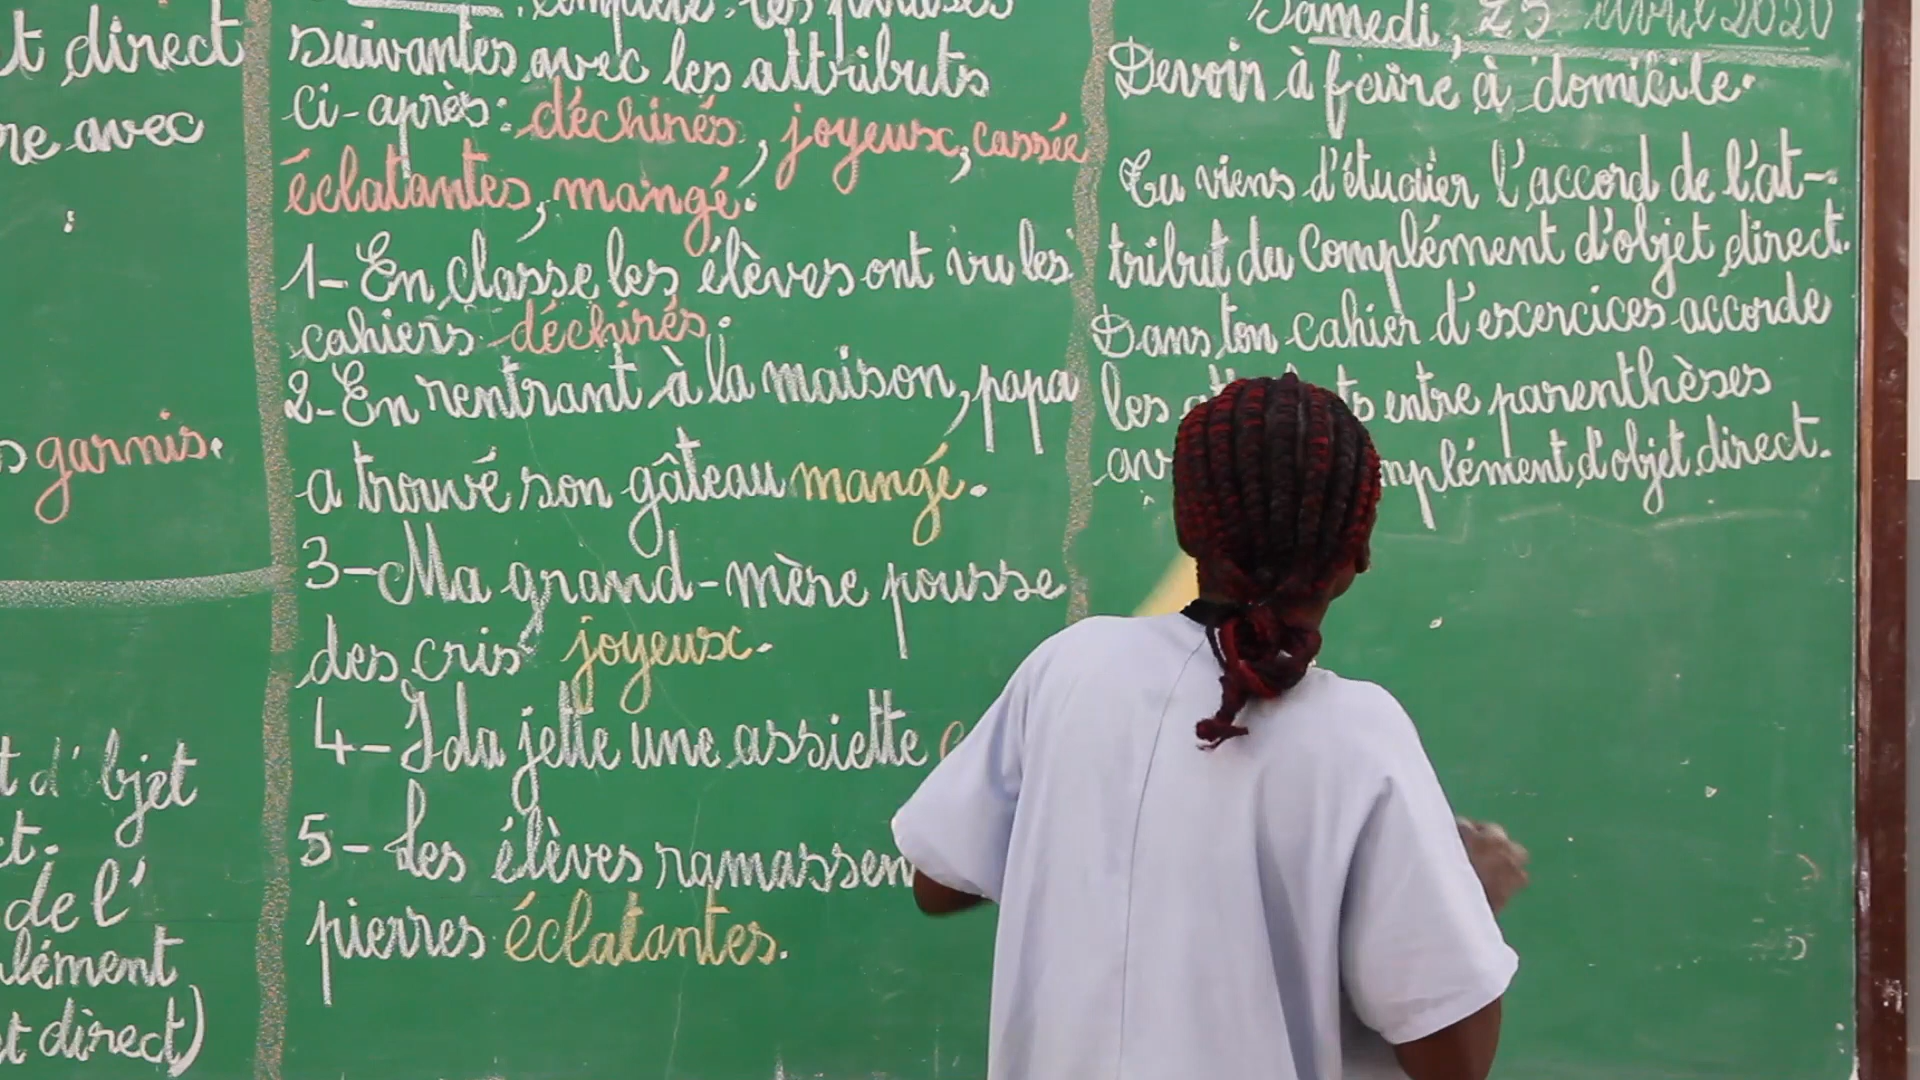 t direct
re avec
:
s garnis.
t d' bjet
ct.
de l'
lément
t direct)
suivantes avec les attributs
ci-après: déchirés, joyeux, cassée
éclatantes, mangé.
1- En classe les élèves ont vu les
cahiers déchirés.
2- En rentrant à la maison, papa
a trouvé son gâteau mangé.
3- Ma grand-mère pousse
des cris joyeux.
4- Ida jette une assiette
5- Les élèves ramassen
pierres éclatantes.
Samedi, 25 avril 2020
Devoir à faire à domicile.
Tu viens d'étudier l'accord de l'at-
tribut du Complément d'objet direct.
Dans ton cahier d'exercices accorde
les entre parenthèses
av mplément d'objet direct.